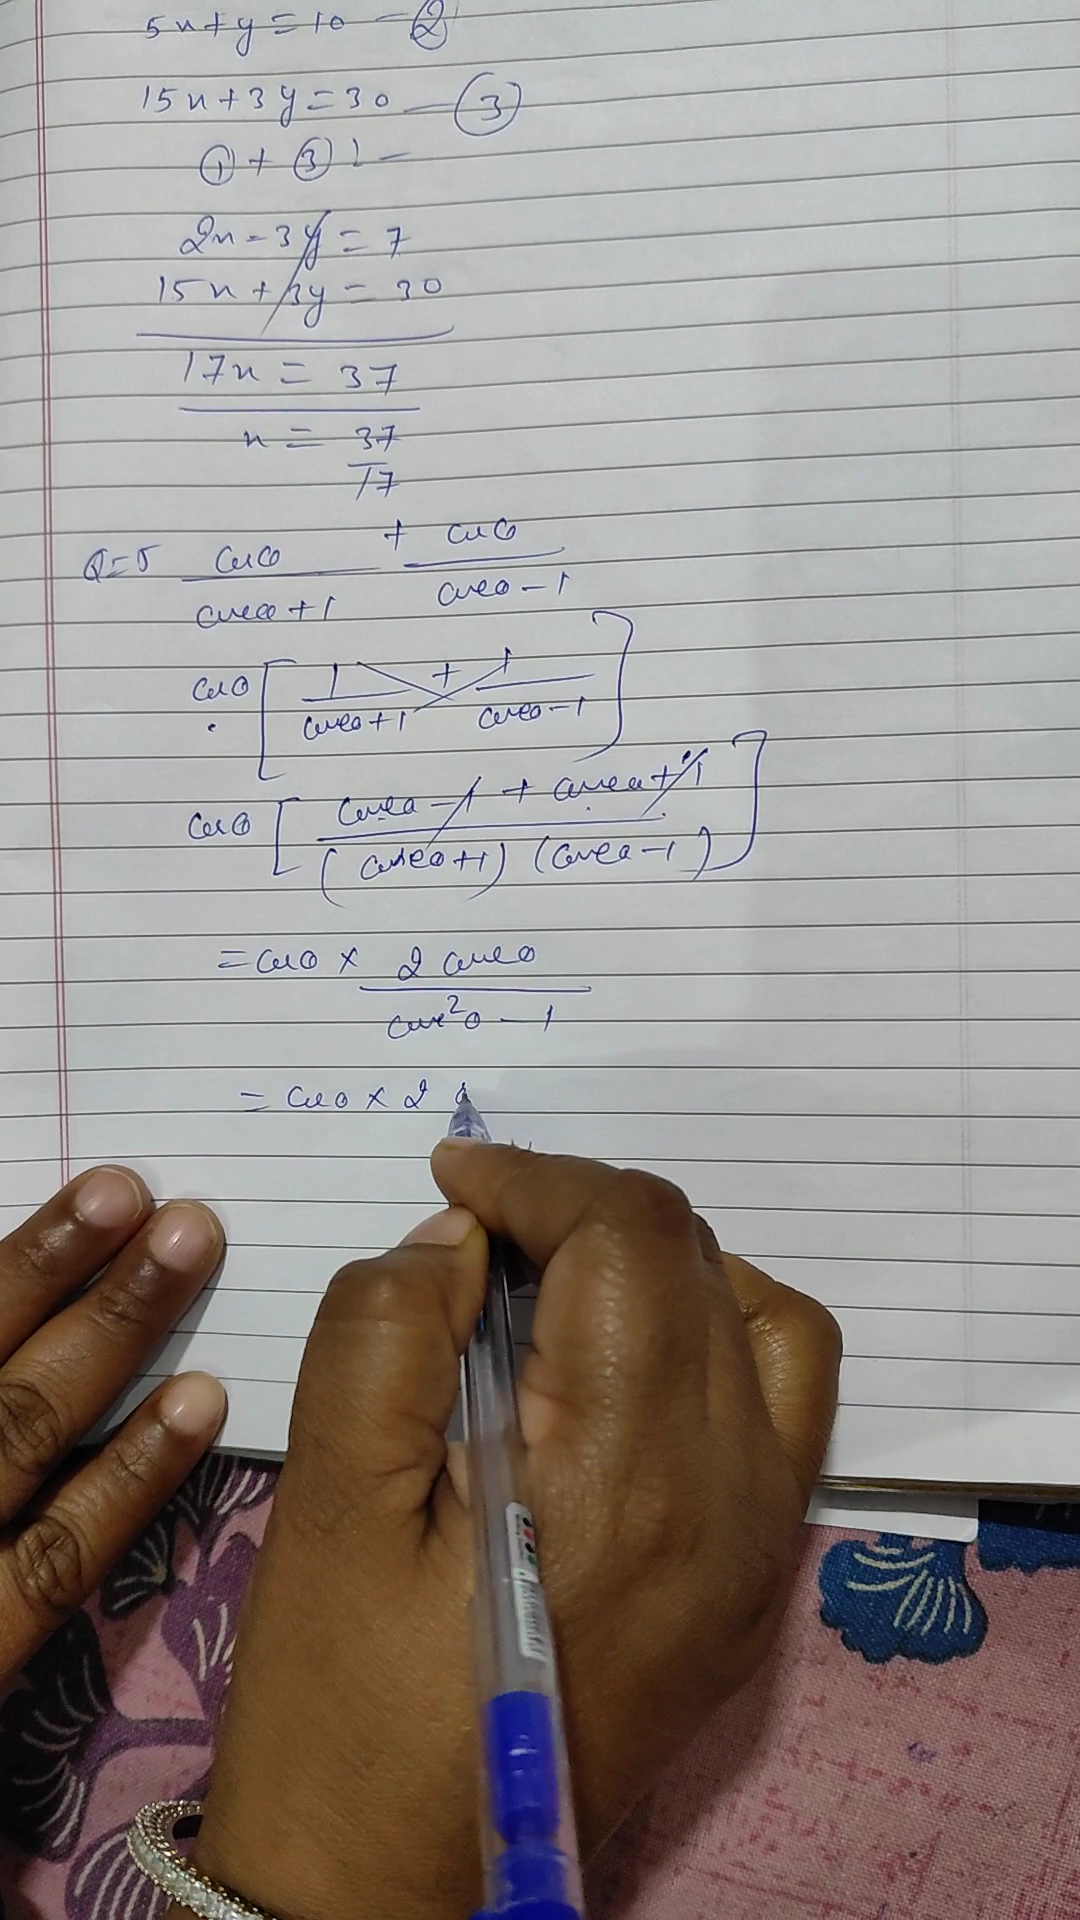 5x+y=10 — ②
15x+3y=30 — ③
① + ③ :-
2x-3y=7
15x+3y=30
17x = 37
x = 37
17
Q=5 cosθ + cosθ
cosecθ+1 cosecθ-1
cosθ [ 1 + 1 ]
cosecθ+1 cosecθ-1
cosθ [ cosecθ-1 + cosecθ+1 ]
(cosecθ+1) (cosecθ-1)
= cosθ × 2 cosecθ
cosec²θ - 1
= cosθ × 2